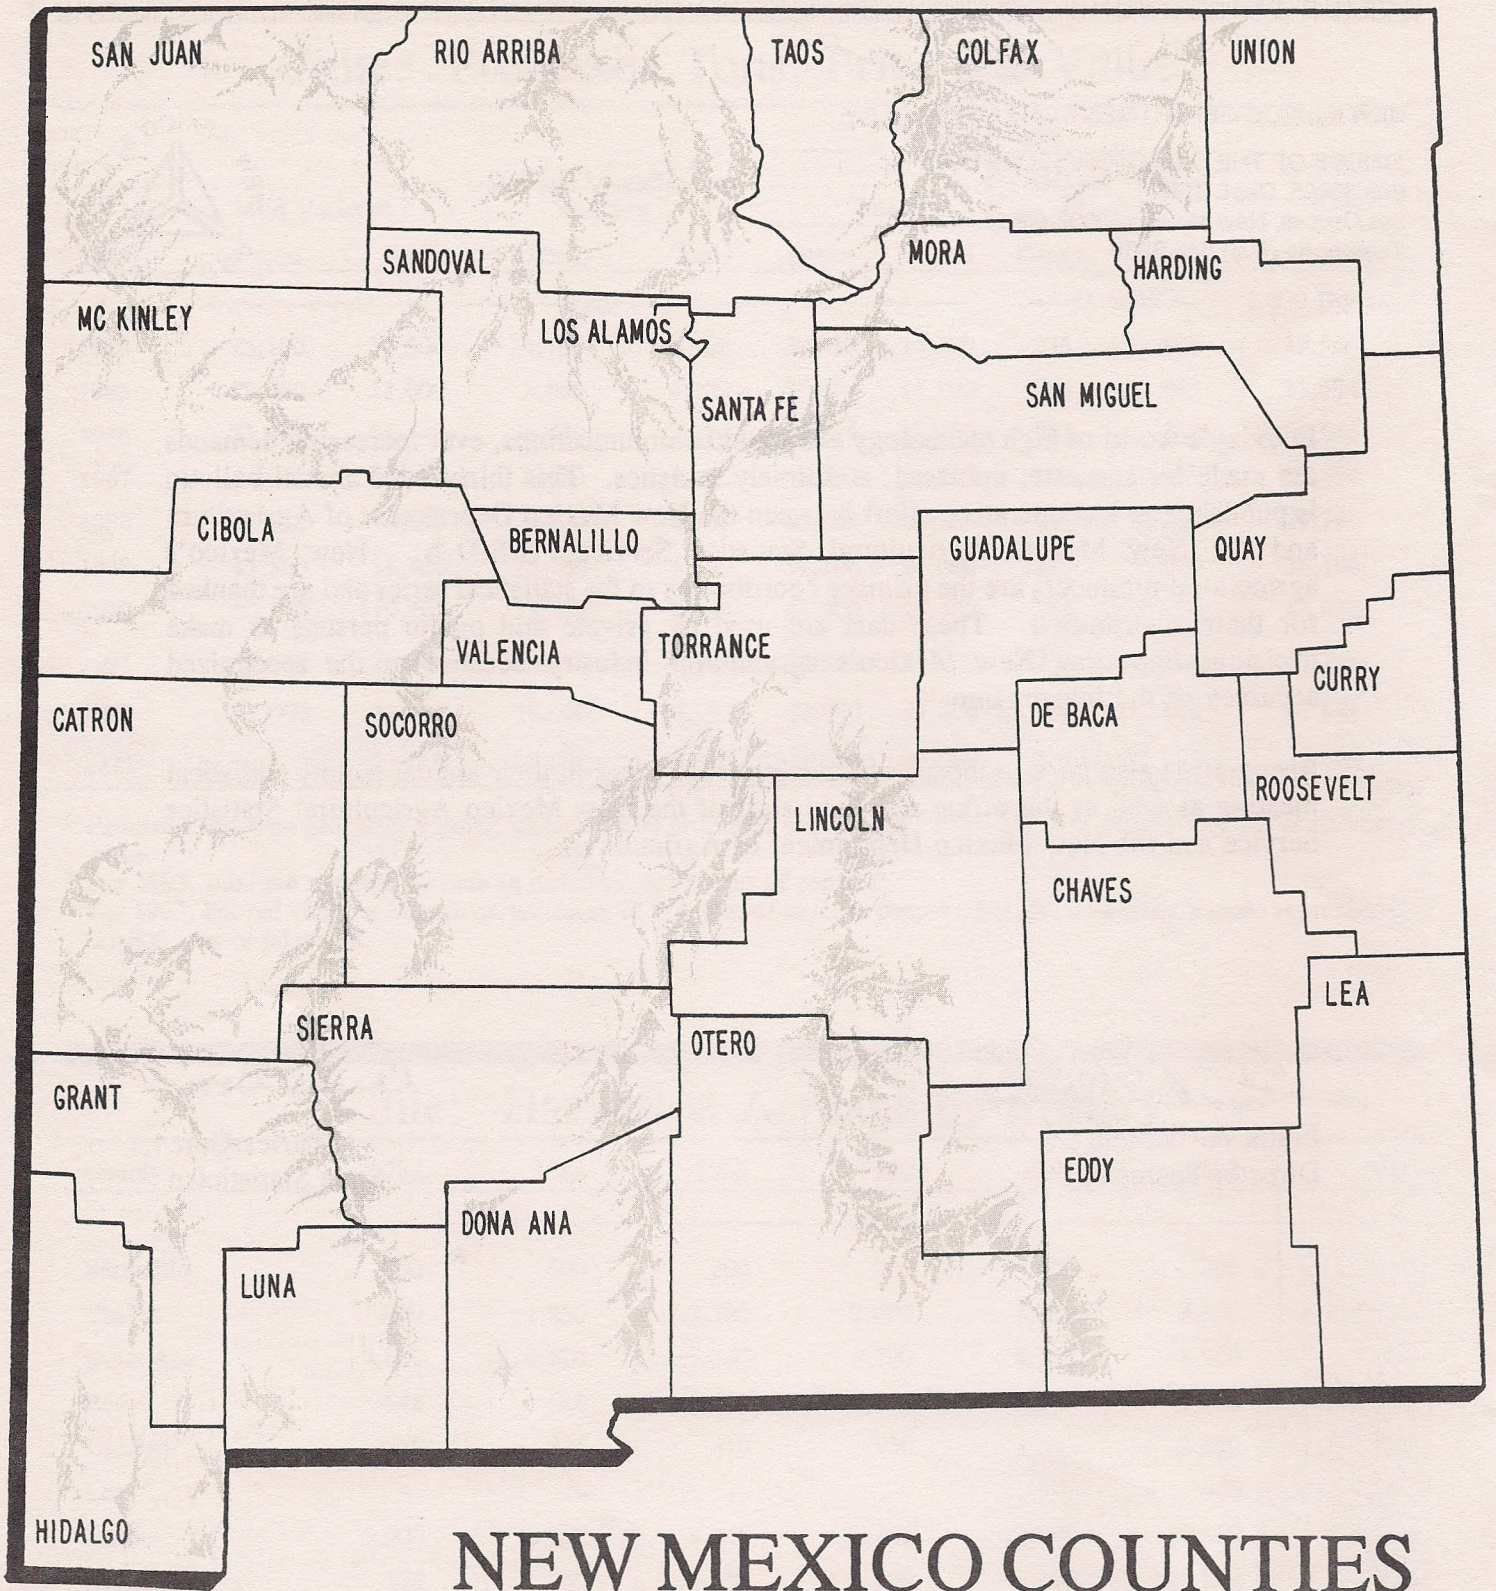 SAN JUAN
RIO ARRIBA
TAOS
COLFAX
UNION
SANDOVAL
MORA
HARDING
MC KINLEY
LOS ALAMOS
SANTA FE
SAN MIGUEL
CIBOLA
BERNALILLO
GUADALUPE
QUAY
VALENCIA
TORRANCE
CURRY
CATRON
SOCORRO
DE BACA
ROOSEVELT
LINCOLN
CHAVES
LEA
SIERRA
OTERO
GRANT
EDDY
DONA ANA
LUNA
HIDALGO
NEW MEXICO COUNTIES